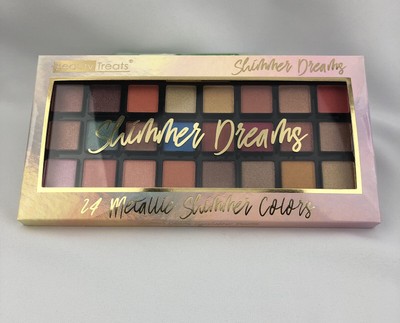 Beauty Treats®
Shimmer Dreams
Shimmer Dreams
24 Metallic Shimmer Colors